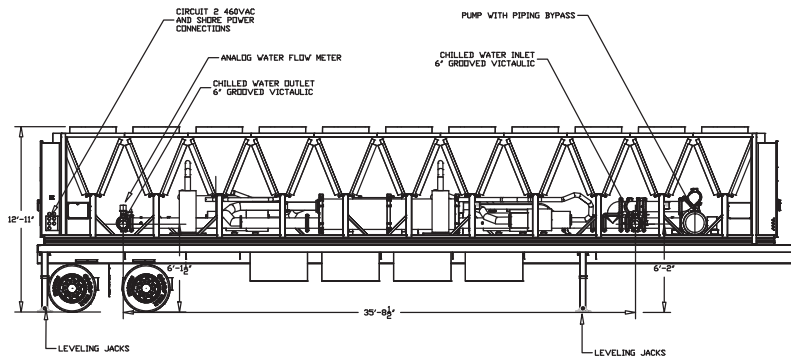 CIRCUIT 2 460VAC
AND SHORE POWER
CONNECTIONS
PUMP WITH PIPING BYPASS
ANALOG WATER FLOW METER
CHILLED WATER INLET
6" GROOVED VICTAULIC
CHILLED WATER OUTLET
6" GROOVED VICTAULIC
12'-11"
6'-1½"
6'-2"
35'-8½"
LEVELING JACKS
LEVELING JACKS